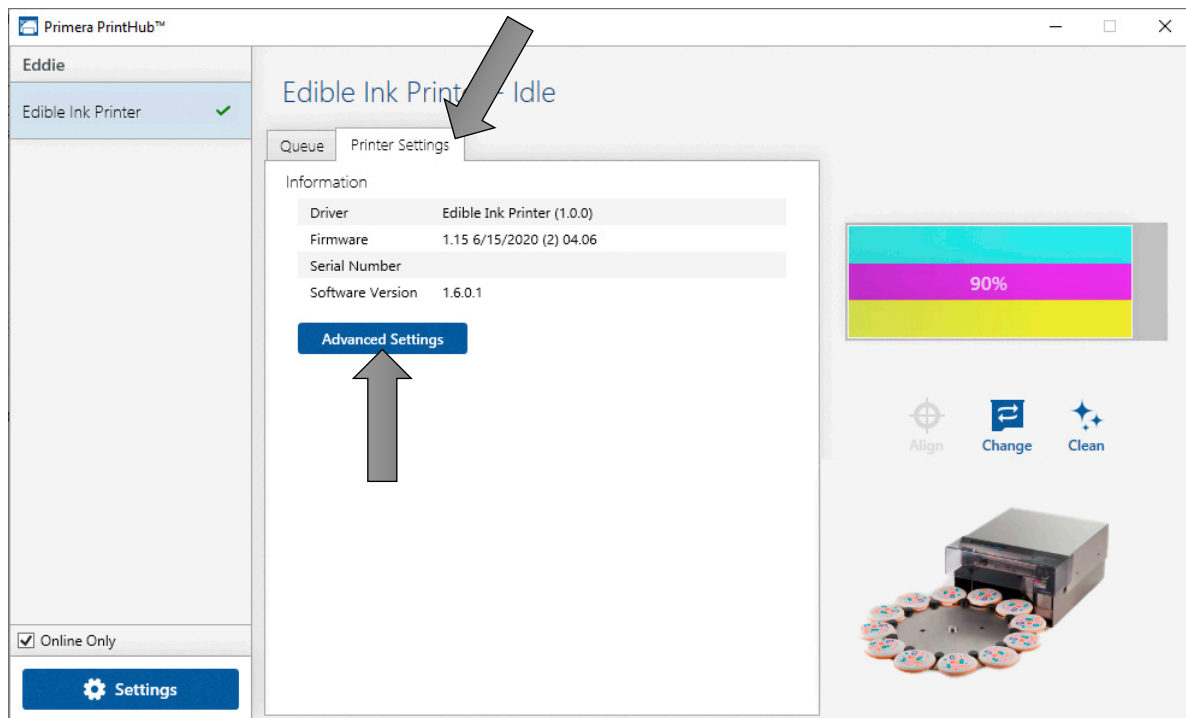 Primera PrintHub™
Eddie
Edible Ink Printer
Online Only
Settings
Edible Ink Printer - Idle
Queue
Printer Settings
Information
Driver Edible Ink Printer (1.0.0)
Firmware 1.15 6/15/2020 (2) 04.06
Serial Number
Software Version 1.6.0.1
Advanced Settings
90%
Align
Change
Clean